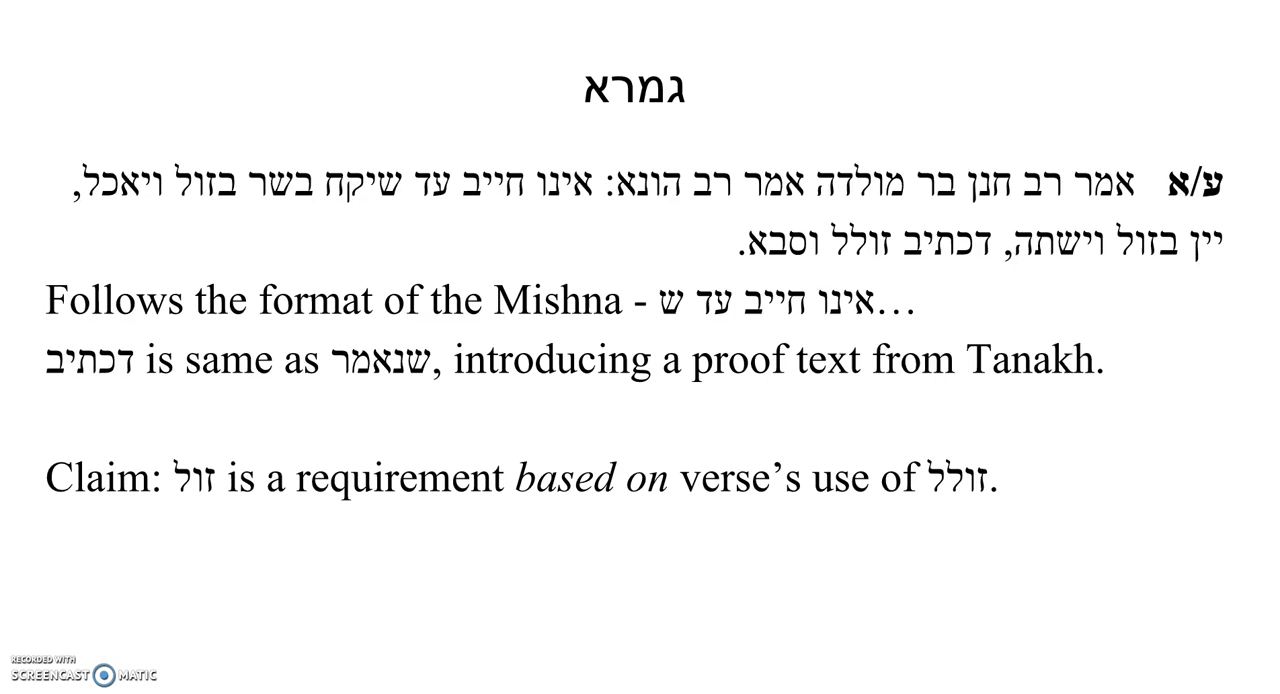 גמרא
ע/א אמר רב חנן בר מולדה אמר רב הונא: אינו חייב עד שיקח בשר בזול ויאכל,
יין בזול וישתה, דכתיב זולל וסבא.
Follows the format of the Mishna - אינו חייב עד ש…
דכתיב is same as שנאמר, introducing a proof text from Tanakh.
Claim: זול is a requirement based on verse’s use of זולל.
RECORDED WITH
SCREENCAST MATIC